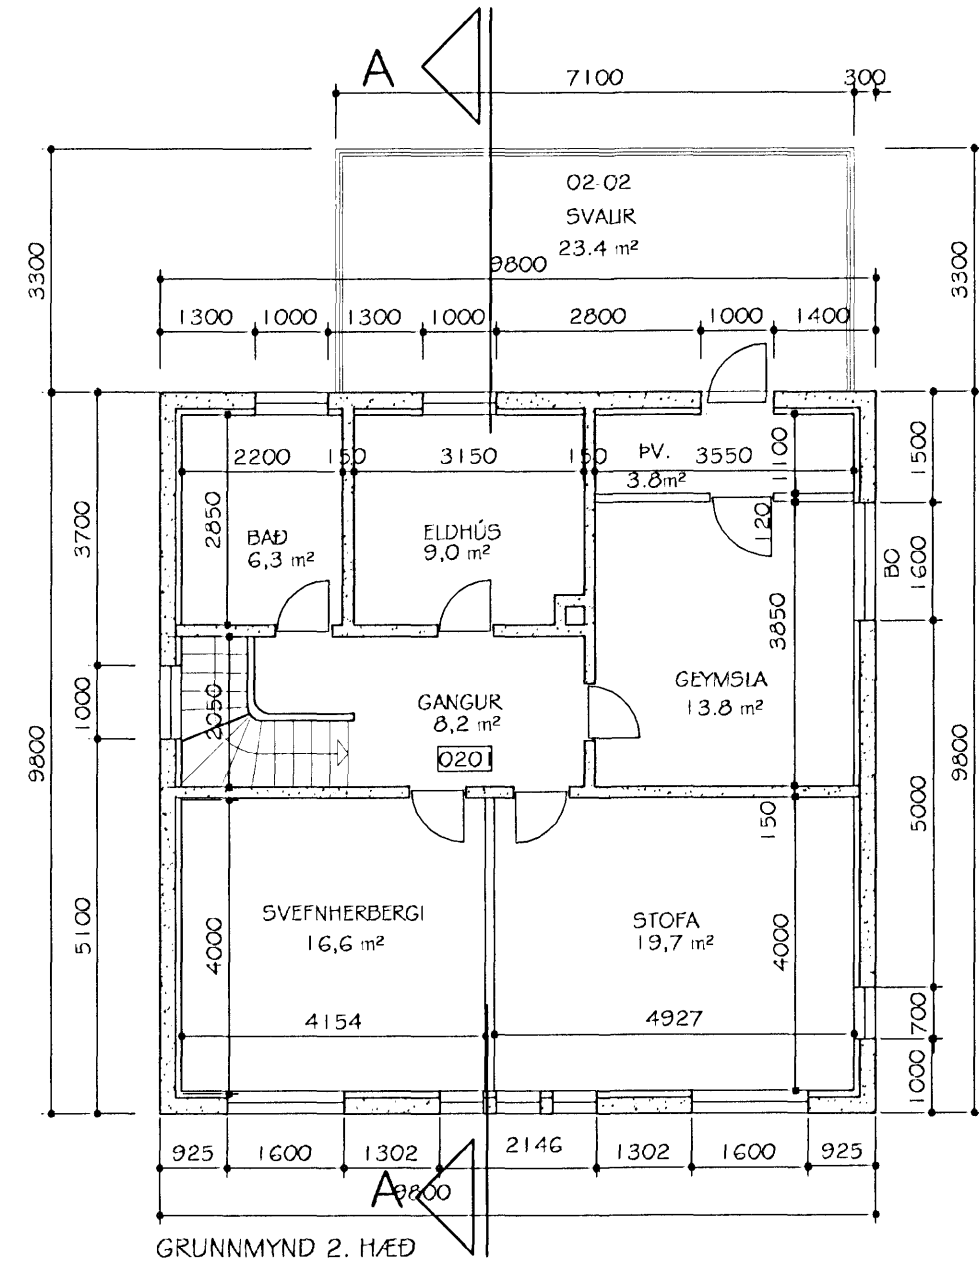 A
7100
300
02-02
SVALIR
23.4 m²
9800
3300
3300
1300
1000
1300
1000
2800
1000
1400
2200
150
3150
150
3550
ÞV.
3.8m²
1100
1500
3700
2850
BAÐ
6,3 m²
ELDHÚS
9,0 m²
120
BO
1600
3850
GEYMSLA
13.8 m²
1000
2050
GANGUR
8,2 m²
0201
9800
9800
150
5000
5100
SVEFNHERBERGI
16,6 m²
STOFA
19,7 m²
4000
4000
4154
4927
700
1000
925
1600
1302
2146
1302
1600
925
A
9800
GRUNNMYND 2. HÆÐ